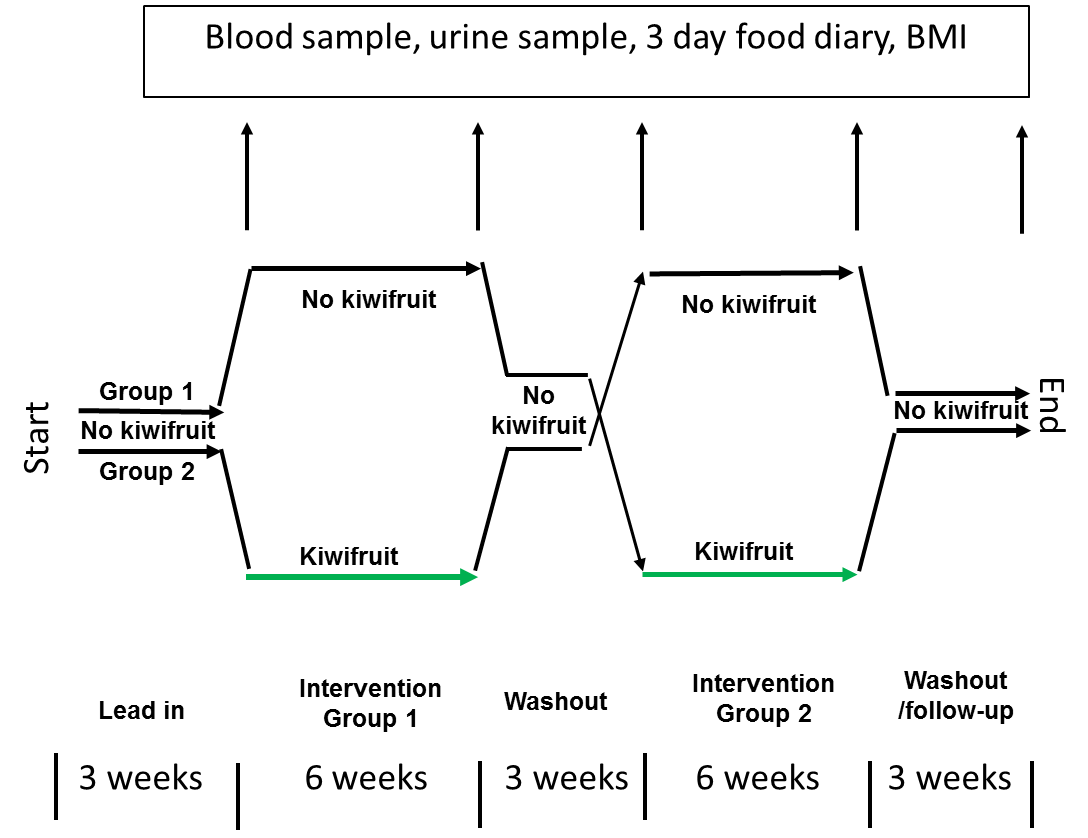 Blood sample, urine sample, 3 day food diary, BMI
No kiwifruit
No kiwifruit
Start
Group 1
No kiwifruit
Group 2
No
kiwifruit
No kiwifruit
End
Kiwifruit
Kiwifruit
Lead in
Intervention
Group 1
Washout
Intervention
Group 2
Washout
/follow-up
3 weeks
6 weeks
3 weeks
6 weeks
3 weeks